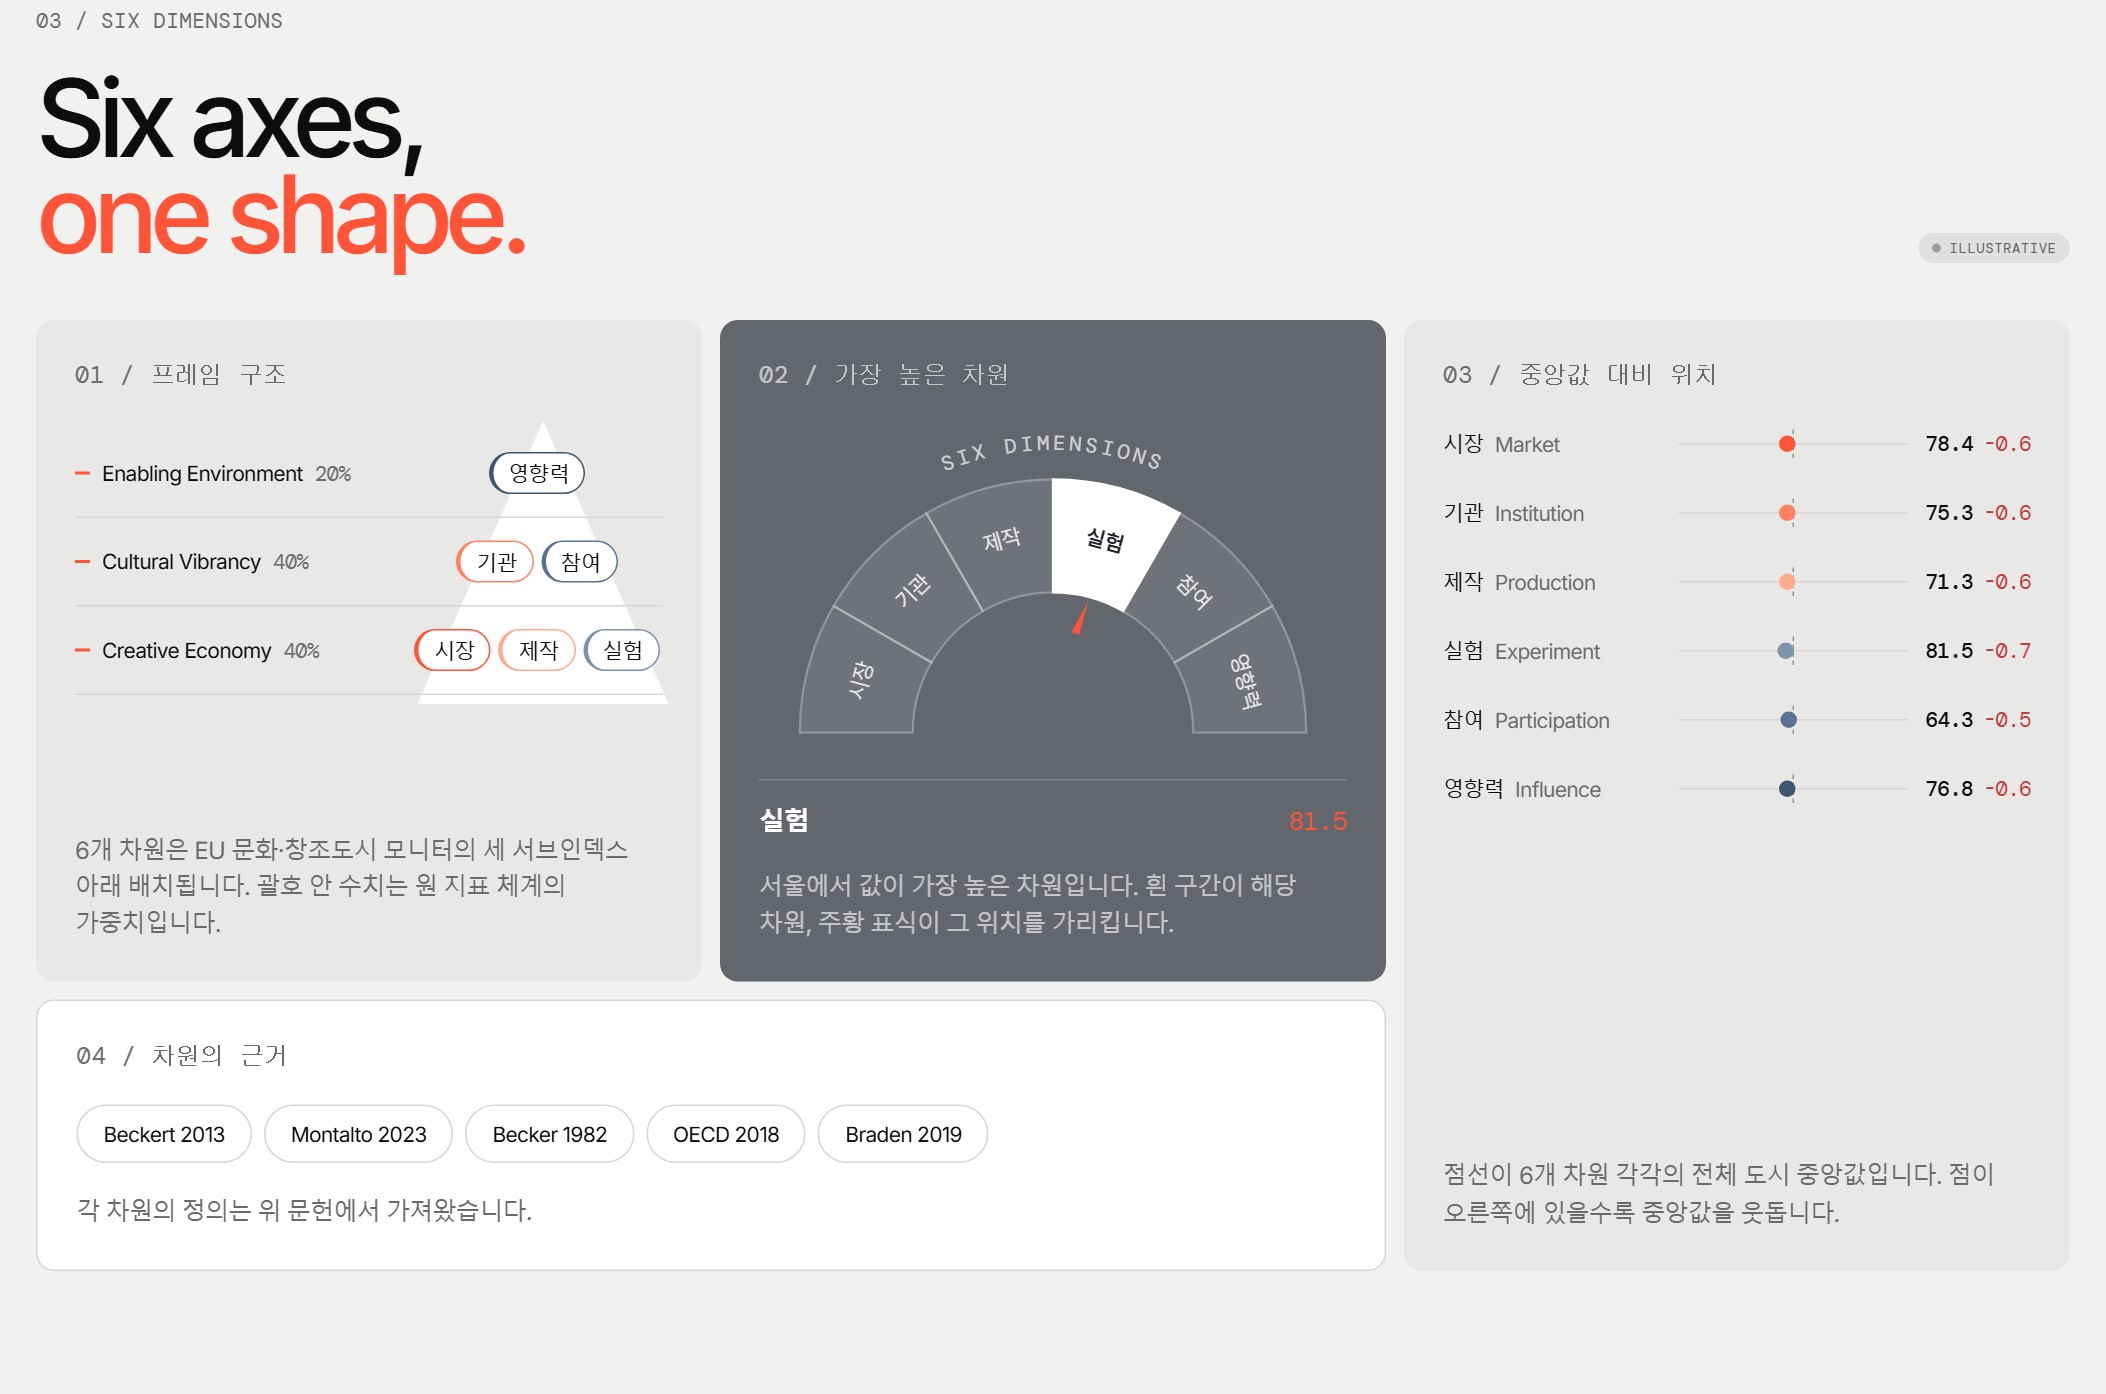 03 / SIX DIMENSIONS
Six axes,
one shape.
ILLUSTRATIVE
01 / 프레임 구조
Enabling Environment 20%
영향력
Cultural Vibrancy 40%
기관 참여
Creative Economy 40%
시장 제작 실험
6개 차원은 EU 문화·창조도시 모니터의 세 서브인덱스
아래 배치됩니다. 괄호 안 수치는 원 지표 체계의
가중치입니다.
02 / 가장 높은 차원
SIX DIMENSIONS
시장
기관
제작
실험
참여
영향력
실험 81.5
서울에서 값이 가장 높은 차원입니다. 흰 구간이 해당
차원, 주황 표식이 그 위치를 가리킵니다.
03 / 중앙값 대비 위치
시장 Market 78.4 -0.6
기관 Institution 75.3 -0.6
제작 Production 71.3 -0.6
실험 Experiment 81.5 -0.7
참여 Participation 64.3 -0.5
영향력 Influence 76.8 -0.6
점선이 6개 차원 각각의 전체 도시 중앙값입니다. 점이
오른쪽에 있을수록 중앙값을 웃돕니다.
04 / 차원의 근거
Beckert 2013
Montalto 2023
Becker 1982
OECD 2018
Braden 2019
각 차원의 정의는 위 문헌에서 가져왔습니다.